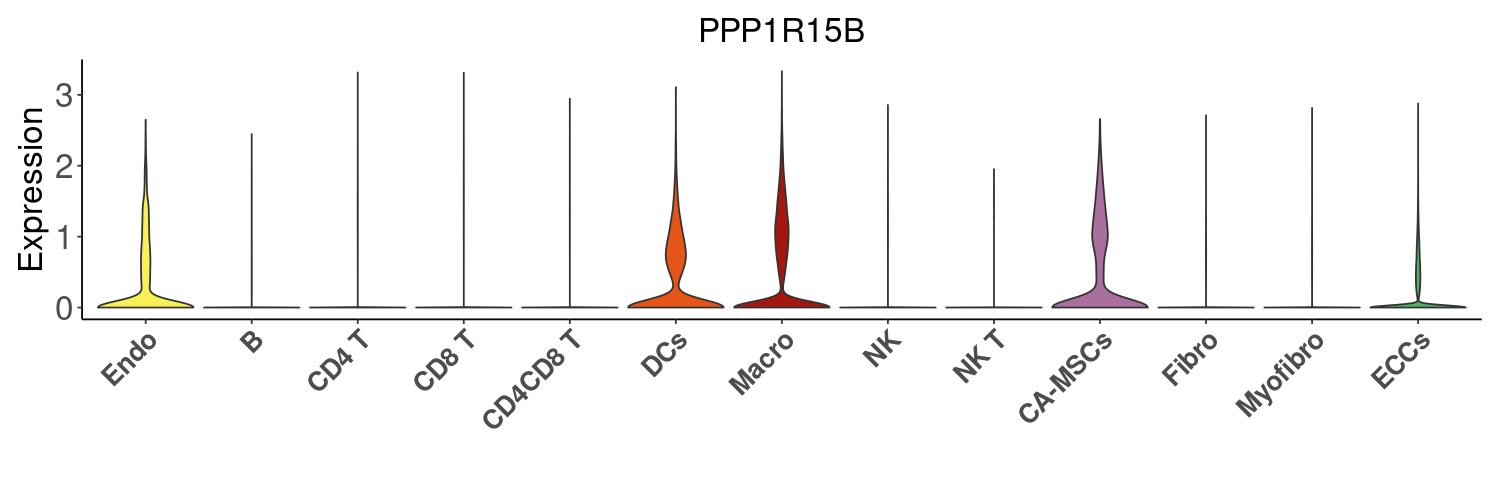 PPP1R15B
Expression
3
2
1
0
Endo
B
CD4 T
CD8 T
CD4CD8 T
DCs
Macro
NK
NK T
CA-MSCs
Fibro
Myofibro
ECCs